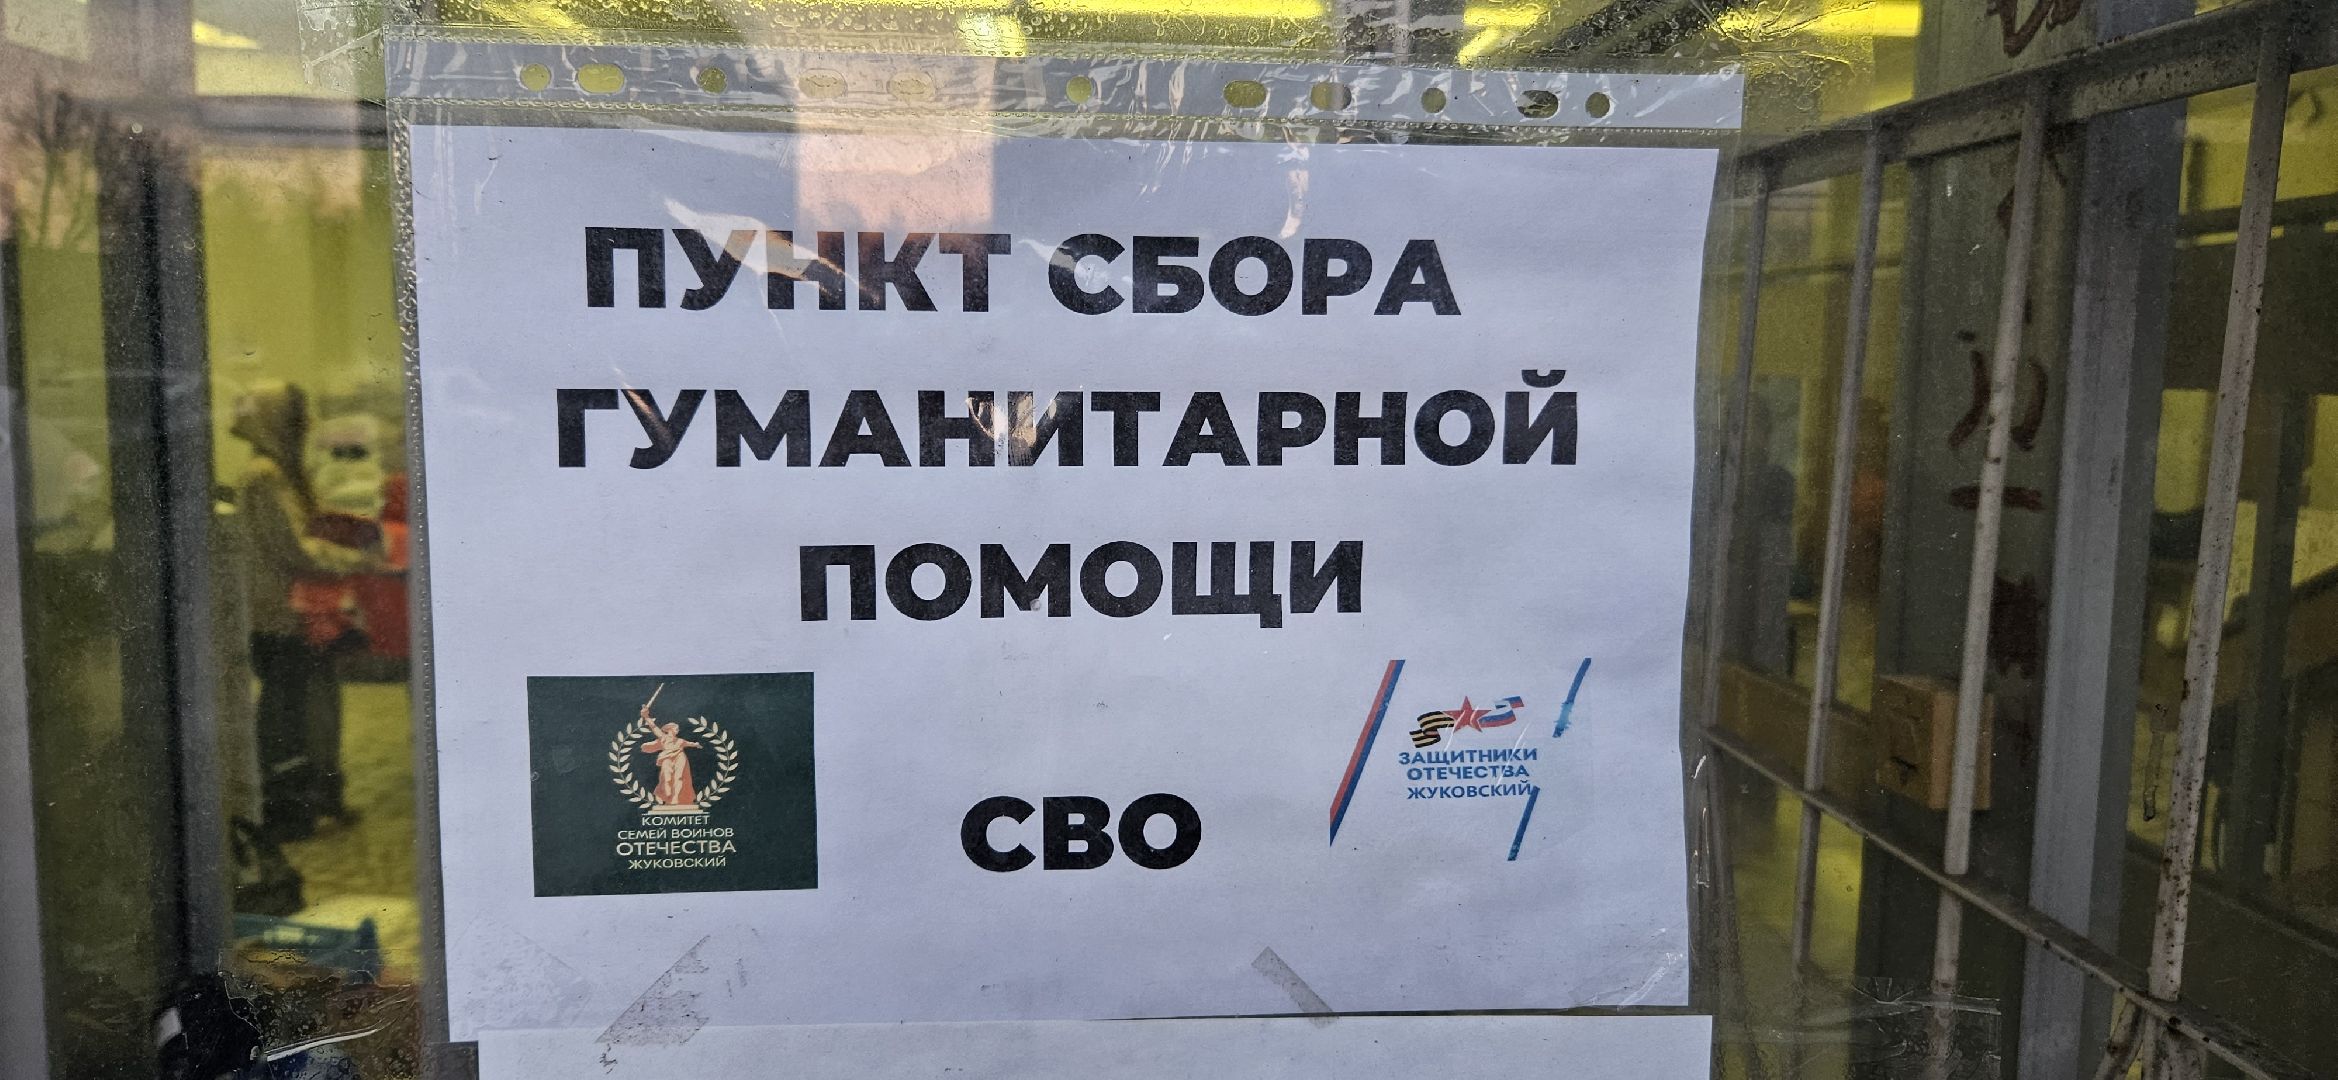 ПУНКТ СБОРА
ГУМАНИТАРНОЙ
ПОМОЩИ
СВО
КОМИТЕТ
СЕМЕЙ ВОИНОВ
ОТЕЧЕСТВА
ЖУКОВСКИЙ
ЗАЩИТНИКИ
ОТЕЧЕСТВА
ЖУКОВСКИЙ